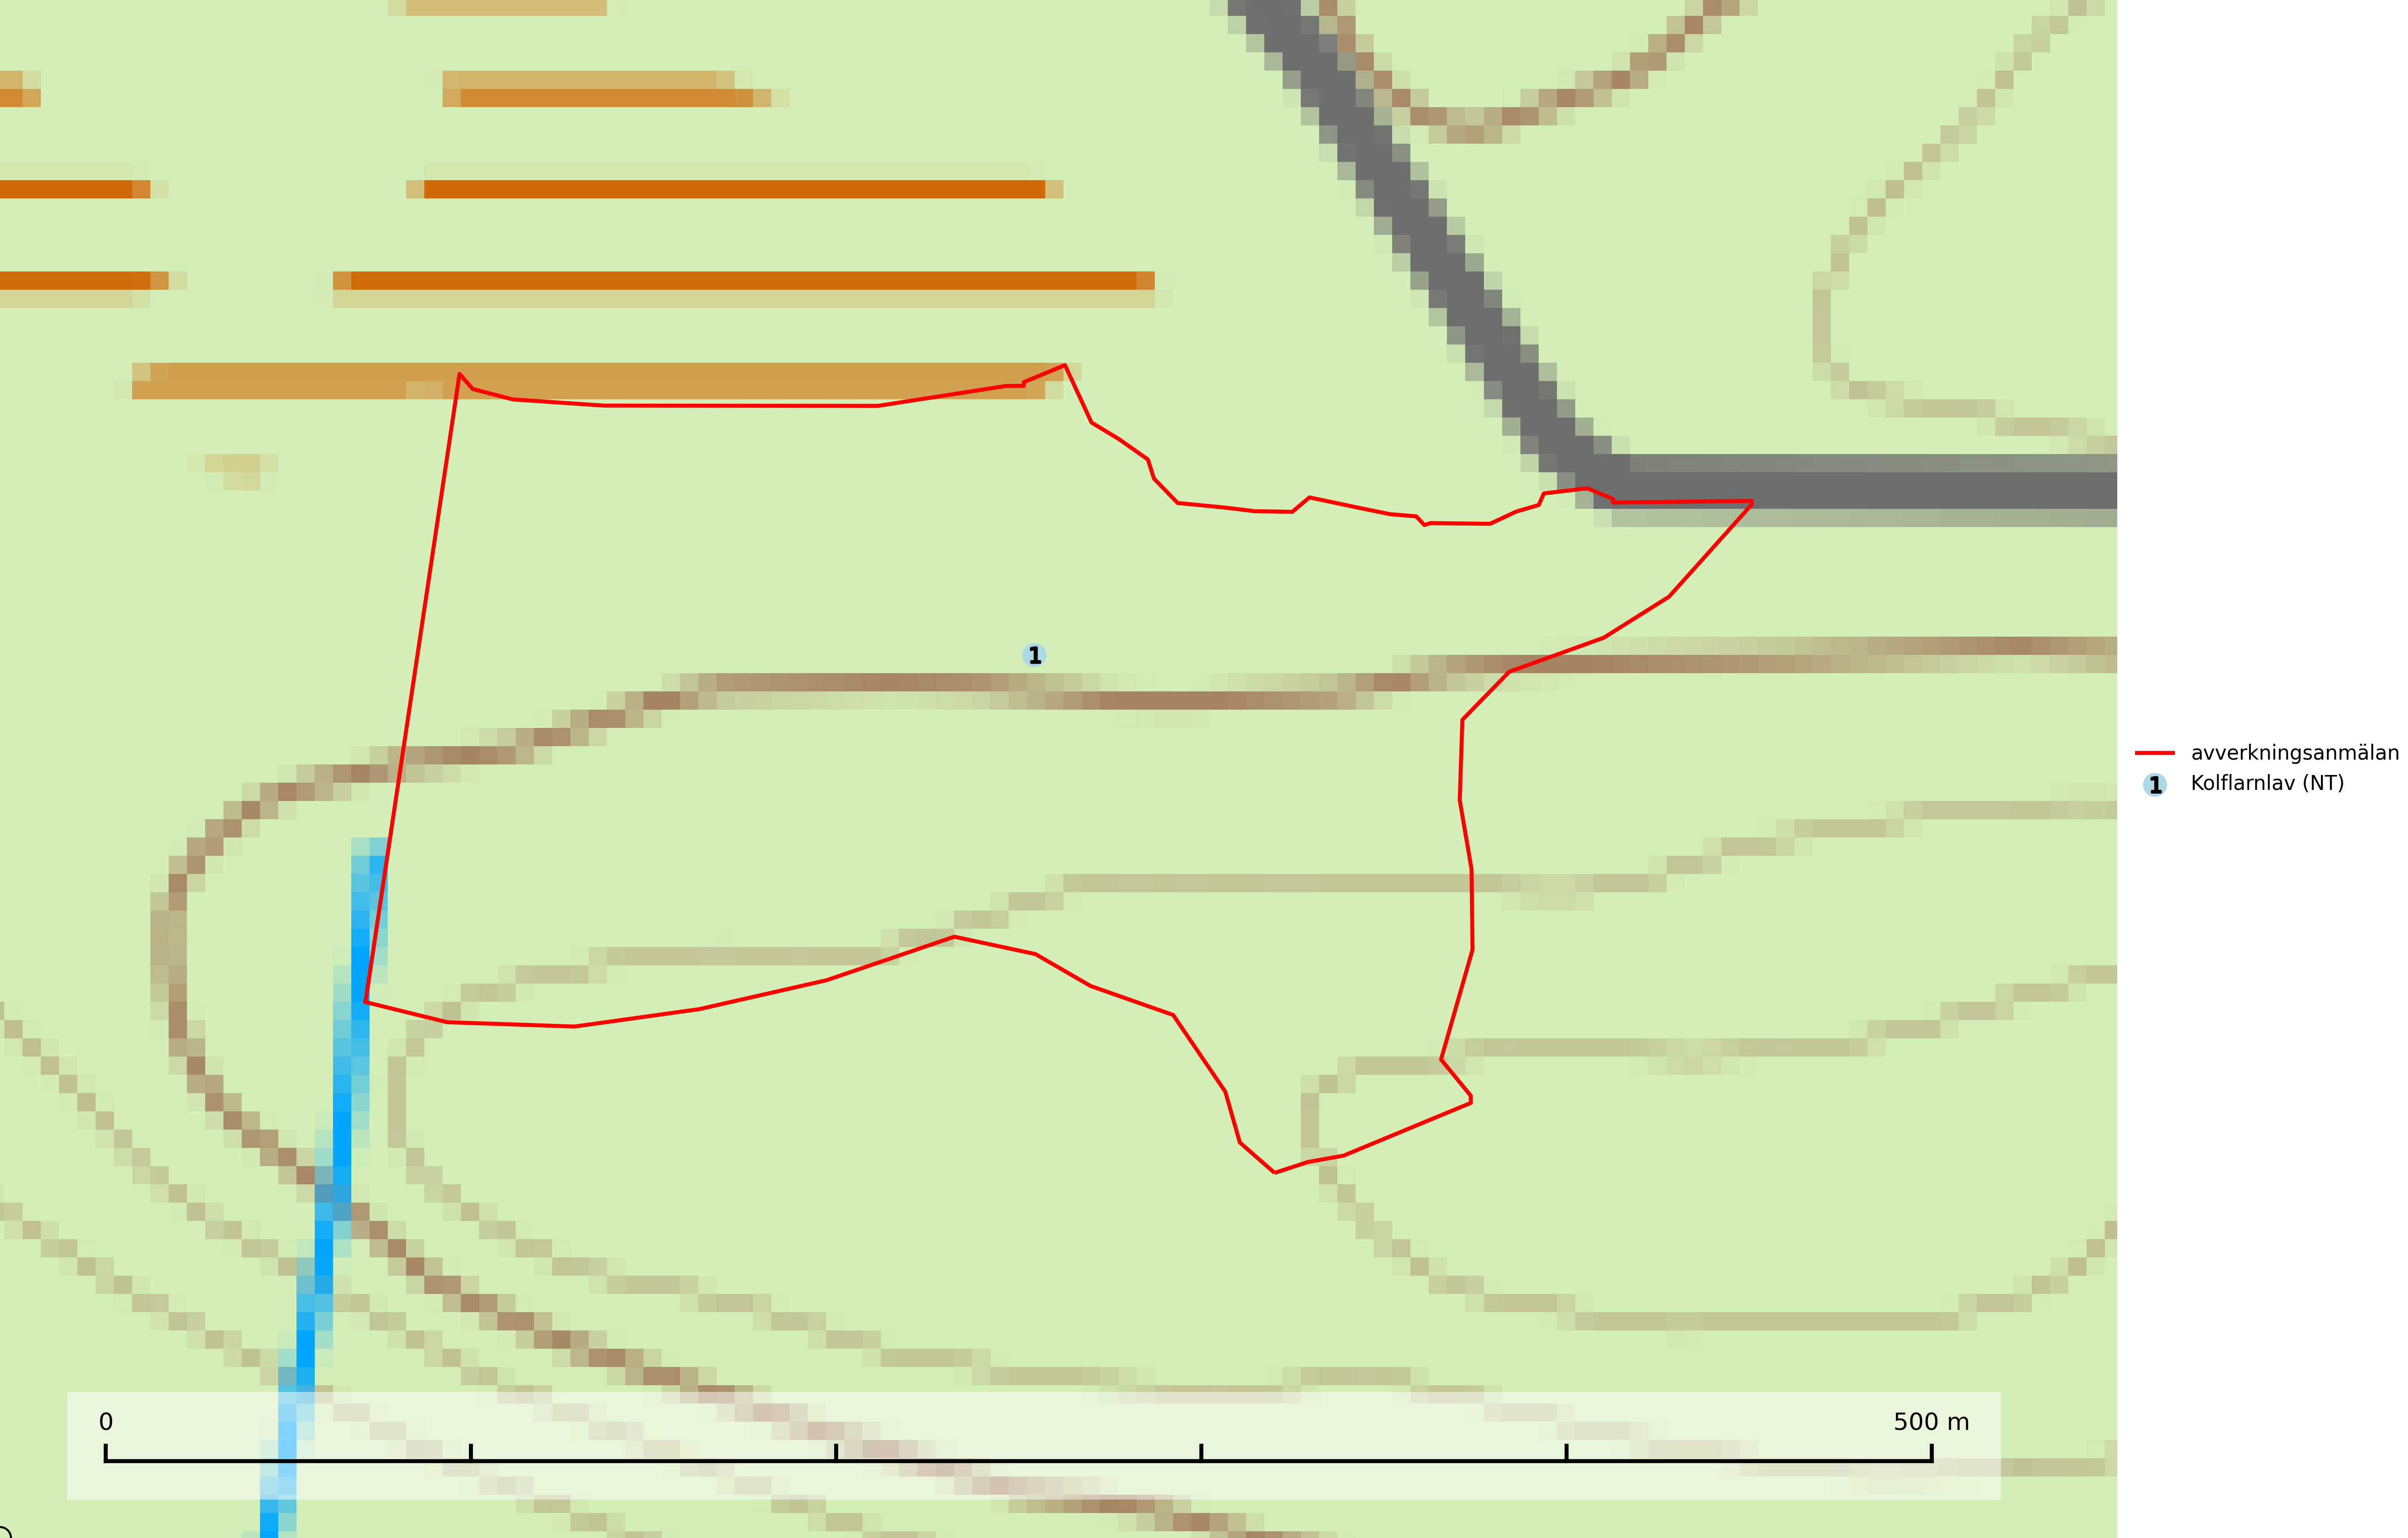 1
avverkningsanmälan
1 Kolflarnlav (NT)
0 500 m